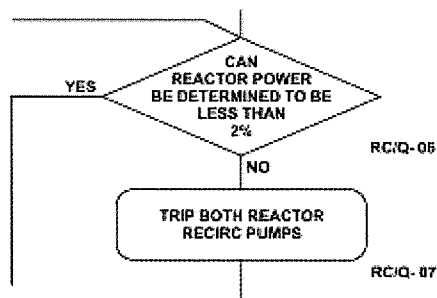 CAN
REACTOR POWER
YES
BE DETERMINED TO BE
LESS THAN
2%
RC/Q-06
NO
TRIP BOTH REACTOR
RECIRC PUMPS
RC/Q-07